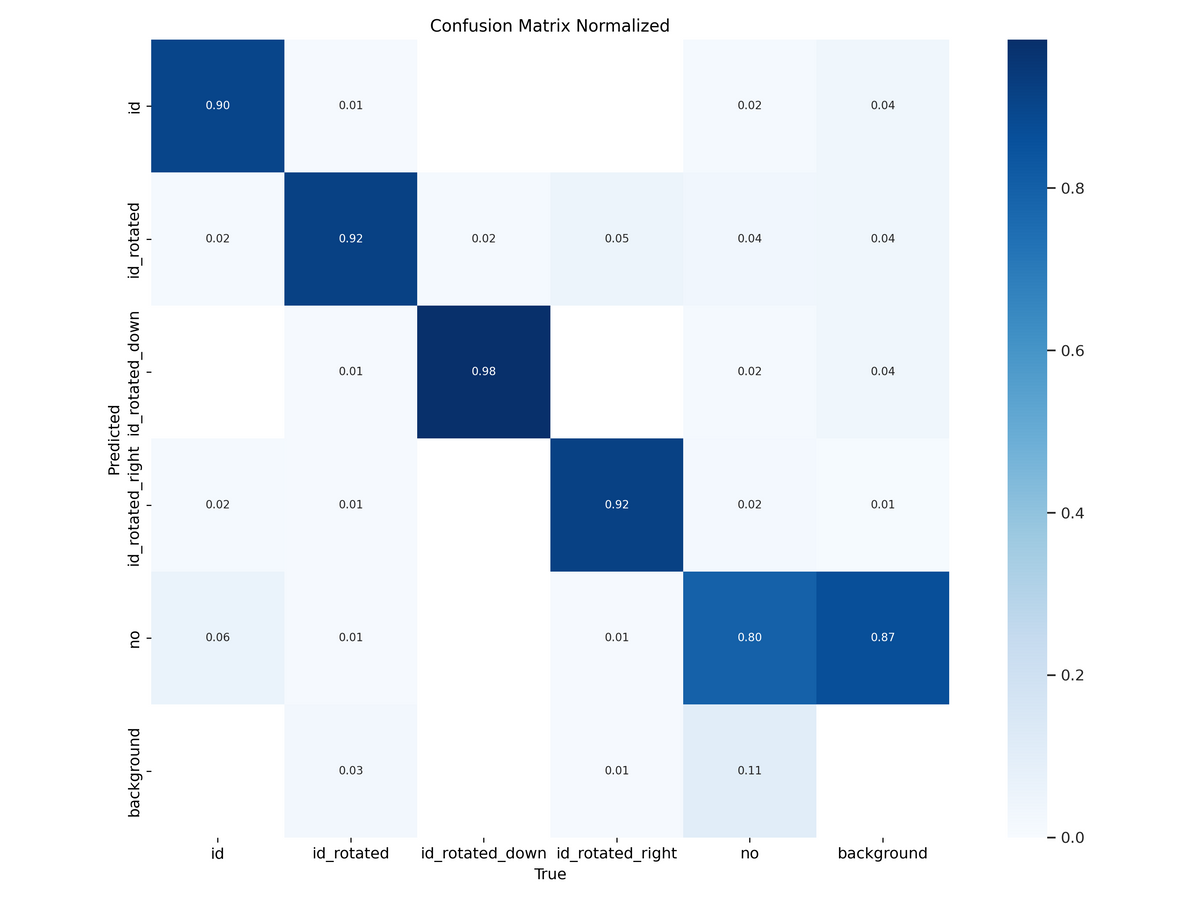 Confusion Matrix Normalized
id
0.90
0.01
0.02
0.04
id_rotated
0.02
0.92
0.02
0.05
0.04
0.04
0.8
id_rotated_down
0.01
0.98
0.02
0.04
0.6
Predicted
id_rotated_right
0.02
0.01
0.92
0.02
0.01
0.4
no
0.06
0.01
0.01
0.80
0.87
0.2
background
0.03
0.01
0.11
0.0
id
id_rotated
id_rotated_down
id_rotated_right
no
background
True